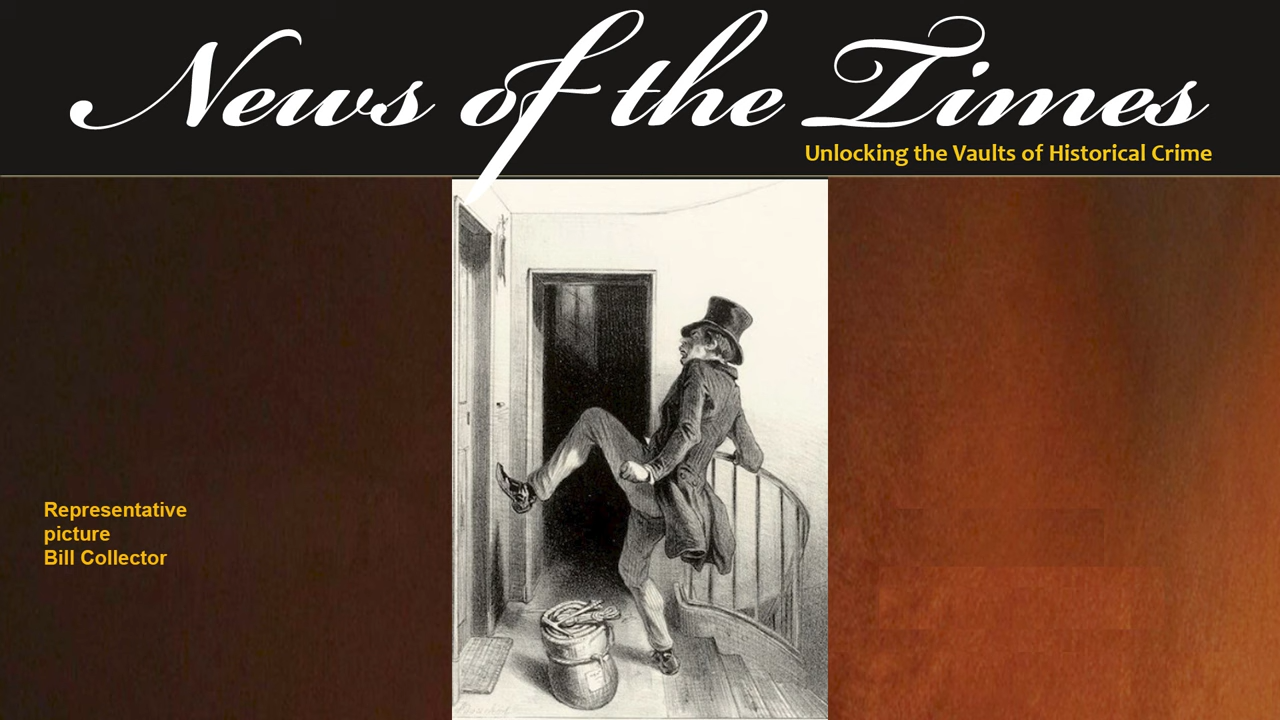 News of the Times
Unlocking the Vaults of Historical Crime
Representative
picture
Bill Collector